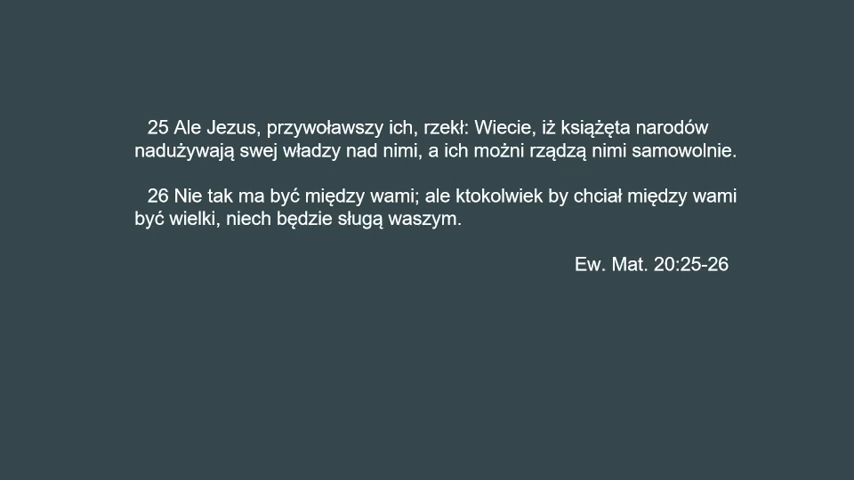 25 Ale Jezus, przywoławszy ich, rzekł: Wiecie, iż książęta narodów
nadużywają swej władzy nad nimi, a ich możni rządzą nimi samowolnie.
26 Nie tak ma być między wami; ale ktokolwiek by chciał między wami
być wielki, niech będzie sługą waszym.
Ew. Mat. 20:25-26